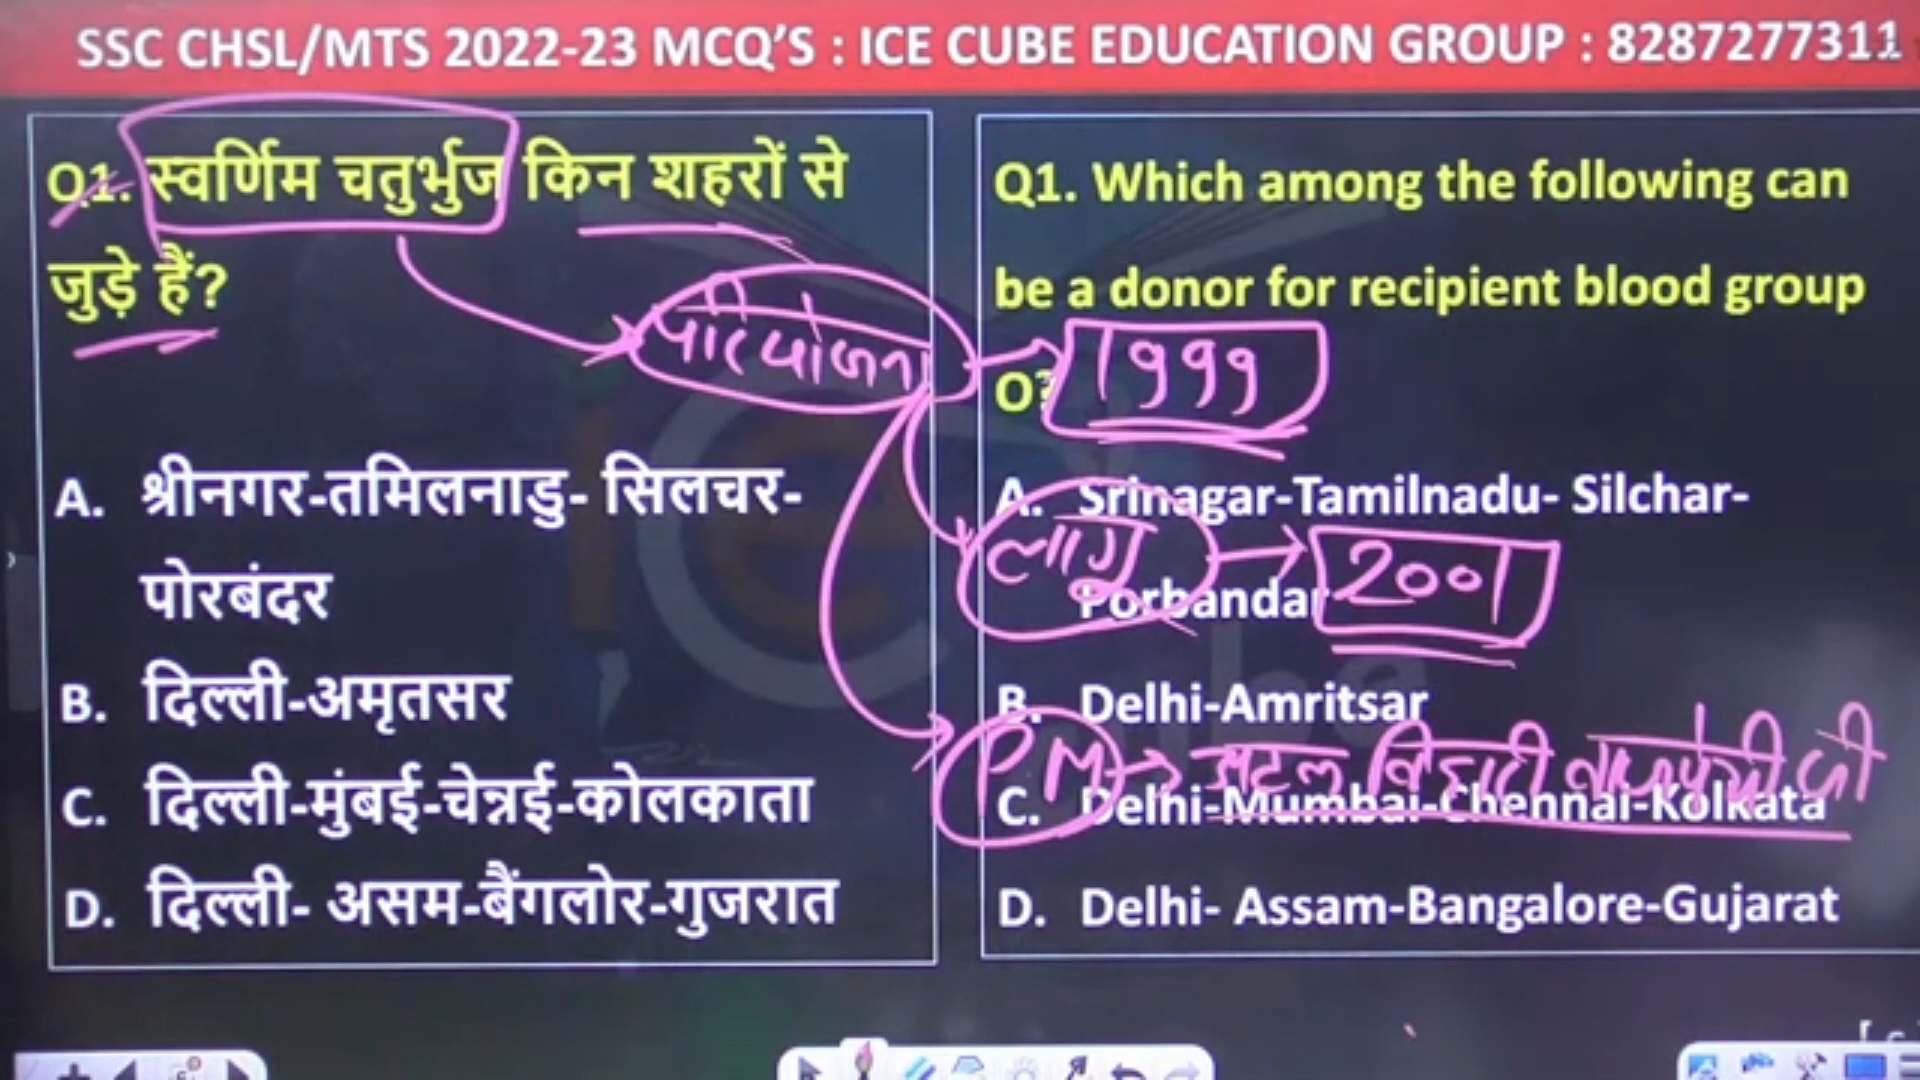 SSC CHSL/MTS 2022-23 MCQ'S : ICE CUBE EDUCATION GROUP : 8287277311
Q1. स्वर्णिम चतुर्भुज किन शहरों से
जुड़े हैं?
परियोजना
A. श्रीनगर-तमिलनाडु- सिलचर-
पोरबंदर
B. दिल्ली-अमृतसर
C. दिल्ली-मुंबई-चेन्नई-कोलकाता
D. दिल्ली- असम-बैंगलोर-गुजरात
Q1. Which among the following can
be a donor for recipient blood group
O?
1999
A. Srinagar-Tamilnadu- Silchar-
लागू
2001
Porbandar
B. Delhi-Amritsar
PM → अटल बिहारी वाजपेयी जी
C. Delhi-Mumbai-Chennai-Kolkata
D. Delhi- Assam-Bangalore-Gujarat